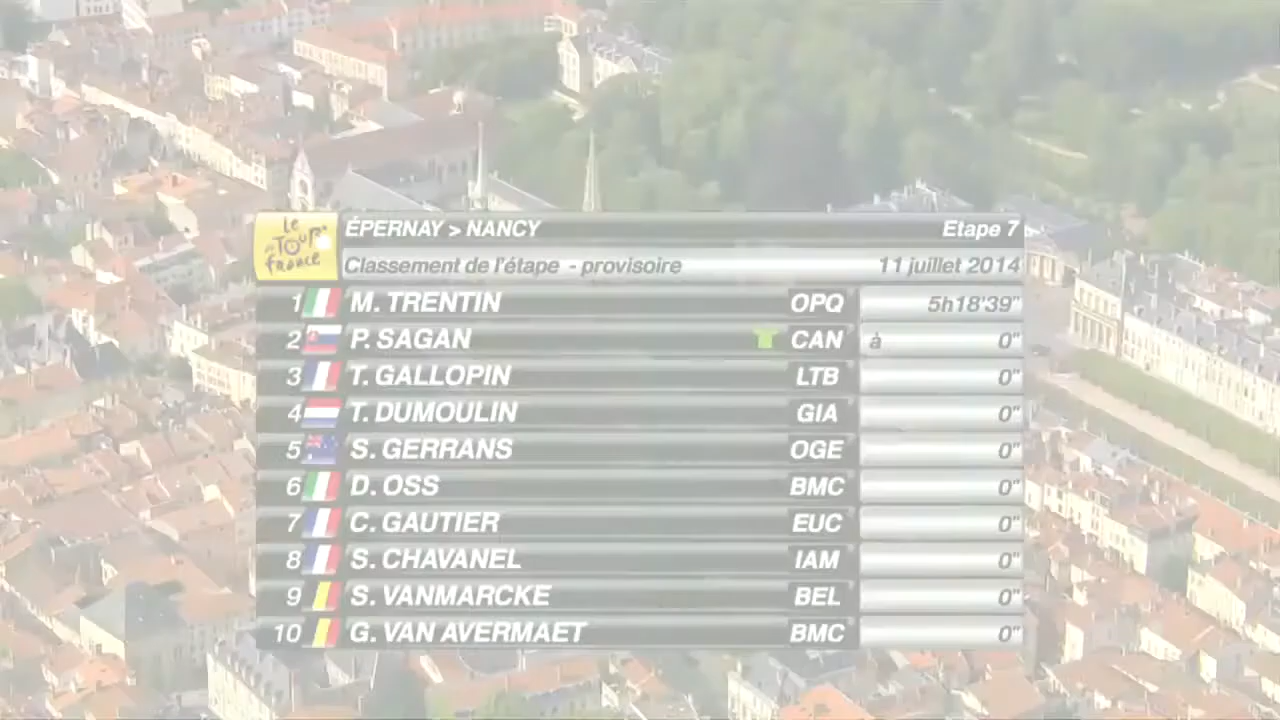 Le
Tour
de
france
ÉPERNAY > NANCY Etape 7
Classement de l'étape - provisoire 11 juillet 2014
1 M. TRENTIN OPQ 5h18'39"
2 P. SAGAN CAN à 0"
3 T. GALLOPIN LTB 0"
4 T. DUMOULIN GIA 0"
5 S. GERRANS OGE 0"
6 D. OSS BMC 0"
7 C. GAUTIER EUC 0"
8 S. CHAVANEL IAM 0"
9 S. VANMARCKE BEL 0"
10 G. VAN AVERMAET BMC 0"